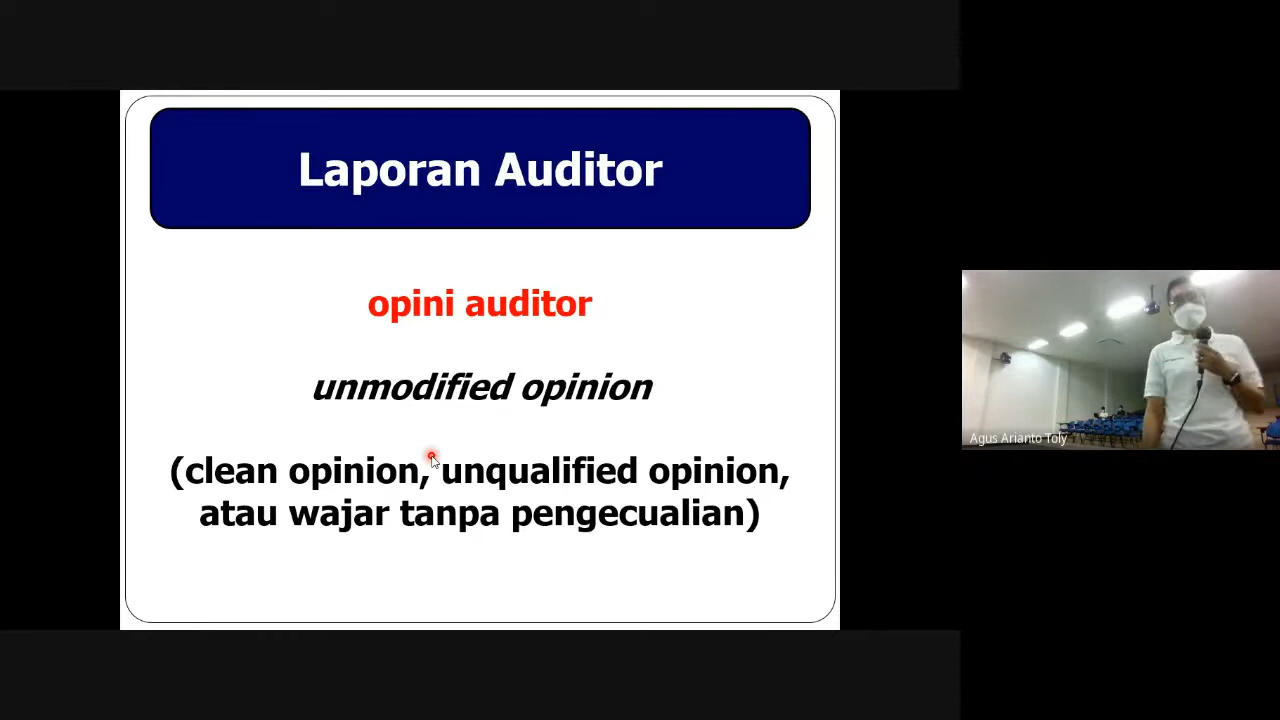 Laporan Auditor
opini auditor
unmodified opinion
(clean opinion, unqualified opinion,
atau wajar tanpa pengecualian)
Agus Arianto Toly